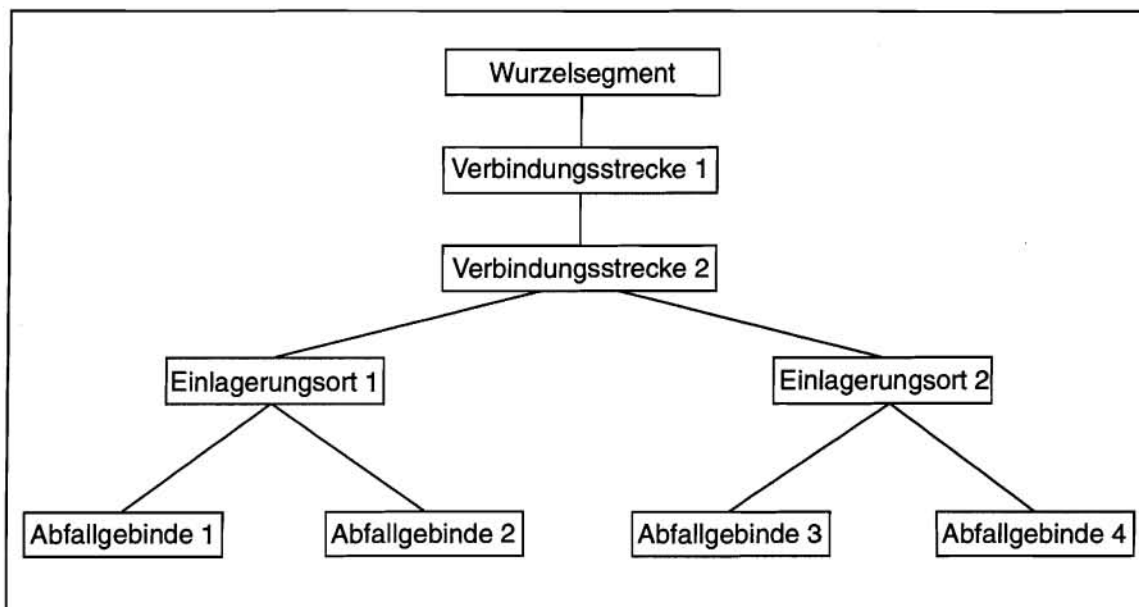 Wurzelsegment
Verbindungsstrecke 1
Verbindungsstrecke 2
Einlagerungsort 1
Einlagerungsort 2
Abfallgebinde 1
Abfallgebinde 2
Abfallgebinde 3
Abfallgebinde 4